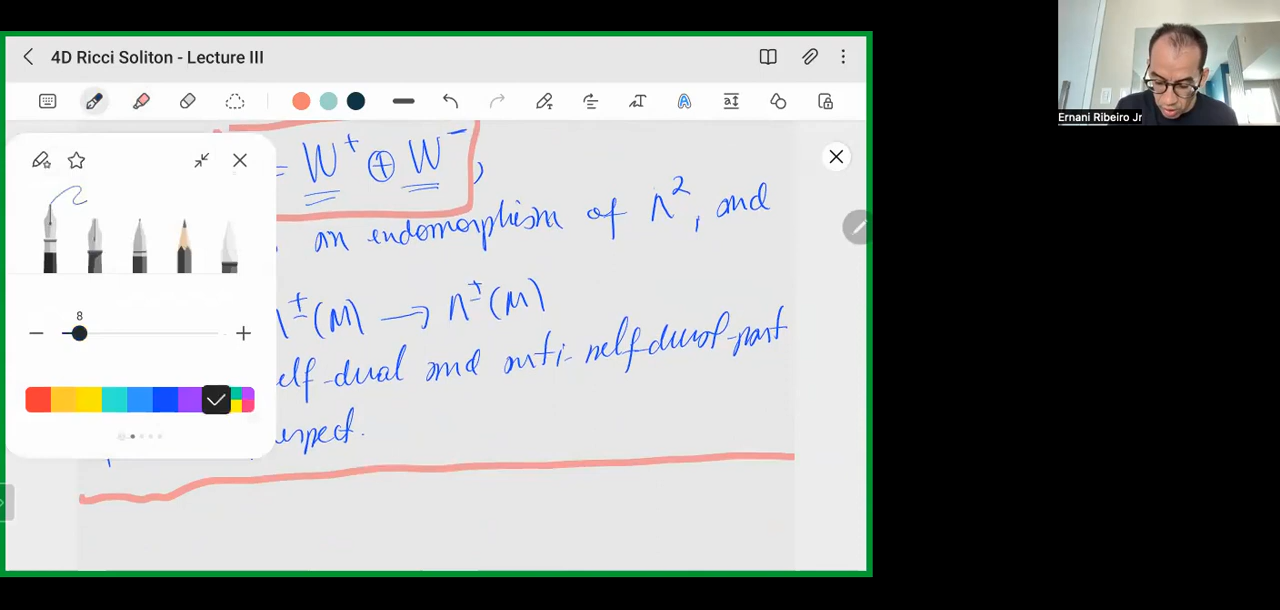 4D Ricci Soliton - Lecture III
Ernani Ribeiro Jr
= W⁺ ⊕ W⁻,
an endomorphism of Λ², and
8
Λ±(M) → Λ±(M)
elf-dual and anti-self-dual-part
espect.